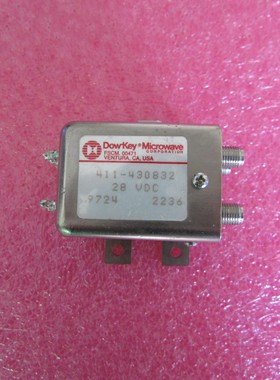 Dow-Key® Microwave
CORPORATION
FSCM. 00471
VENTURA, CA, USA
411-430832
28 VDC
9724 2236